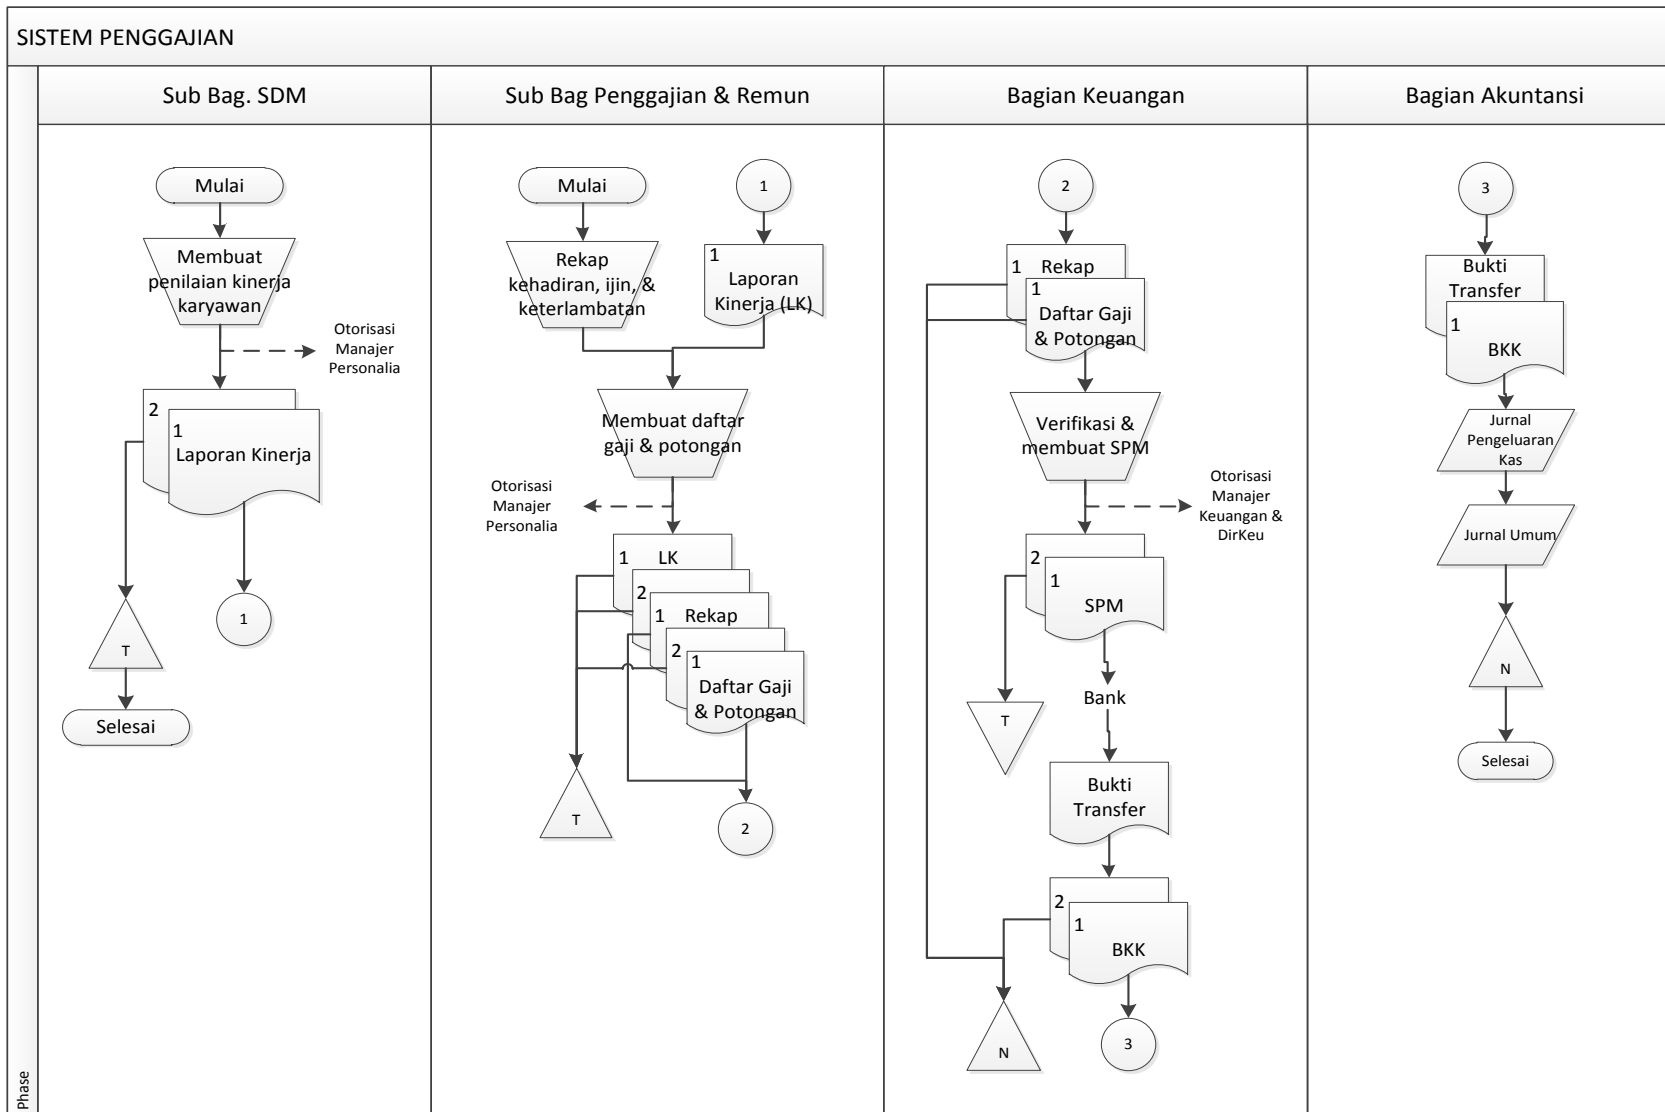 SISTEM PENGGAJIAN
Phase
Sub Bag. SDM
Mulai
Membuat
penilaian kinerja
karyawan
Otorisasi
Manajer
Personalia
2
1
Laporan Kinerja
T
1
Selesai
Sub Bag Penggajian & Remun
Mulai
1
Rekap
kehadiran, ijin, &
keterlambatan
1
Laporan
Kinerja (LK)
Membuat daftar
gaji & potongan
Otorisasi
Manajer
Personalia
1
LK
2
1
Rekap
2
1
Daftar Gaji
& Potongan
T
2
Bagian Keuangan
2
1
Rekap
1
Daftar Gaji
& Potongan
Verifikasi &
membuat SPM
Otorisasi
Manajer
Keuangan &
DirKeu
2
1
SPM
T
Bank
Bukti
Transfer
2
1
BKK
N
3
Bagian Akuntansi
3
Bukti
Transfer
1
BKK
Jurnal
Pengeluaran
Kas
Jurnal Umum
N
Selesai